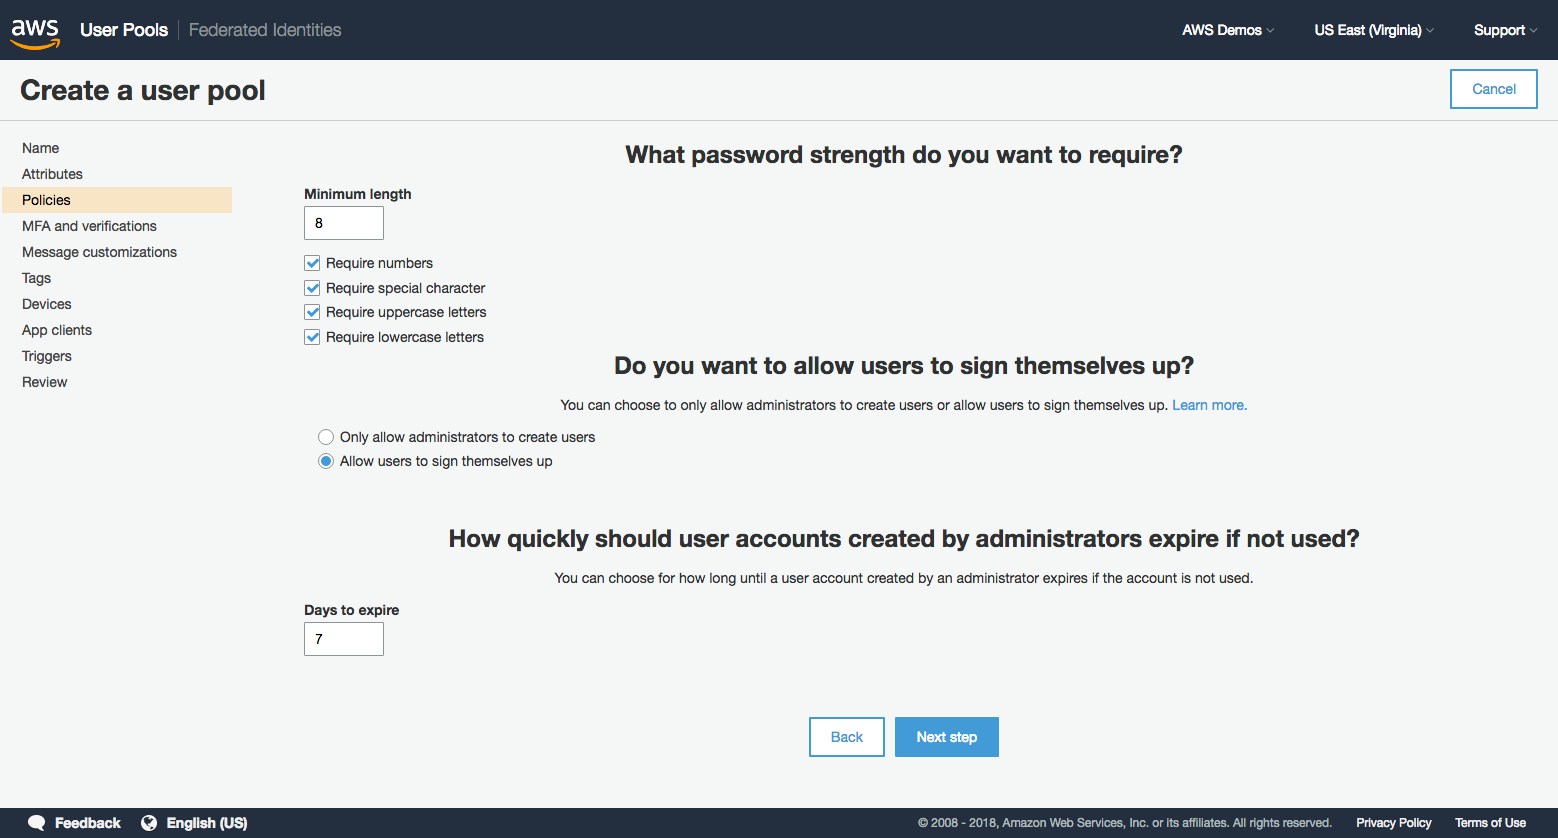 aws User Pools Federated Identities AWS Demos US East (Virginia) Support
Create a user pool Cancel
Name
Attributes
Policies
MFA and verifications
Message customizations
Tags
Devices
App clients
Triggers
Review
What password strength do you want to require?
Minimum length
8
Require numbers
Require special character
Require uppercase letters
Require lowercase letters
Do you want to allow users to sign themselves up?
You can choose to only allow administrators to create users or allow users to sign themselves up. Learn more.
Only allow administrators to create users
Allow users to sign themselves up
How quickly should user accounts created by administrators expire if not used?
You can choose for how long until a user account created by an administrator expires if the account is not used.
Days to expire
7
Back Next step
Feedback English (US) © 2008 - 2018, Amazon Web Services, Inc. or its affiliates. All rights reserved. Privacy Policy Terms of Use